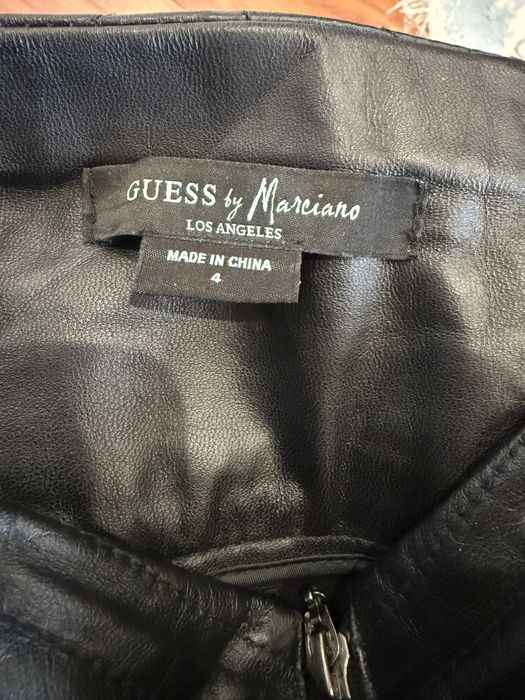 GUESS by Marciano
LOS ANGELES
MADE IN CHINA
4